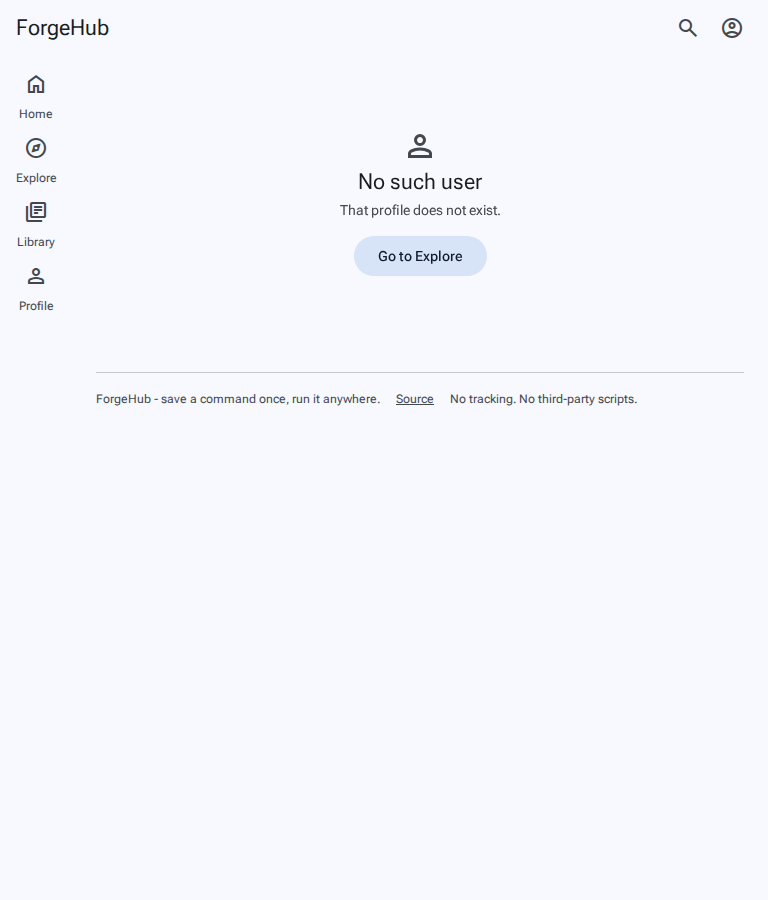 ForgeHub
Home
Explore
Library
Profile
No such user
That profile does not exist.
Go to Explore
ForgeHub - save a command once, run it anywhere. Source No tracking. No third-party scripts.